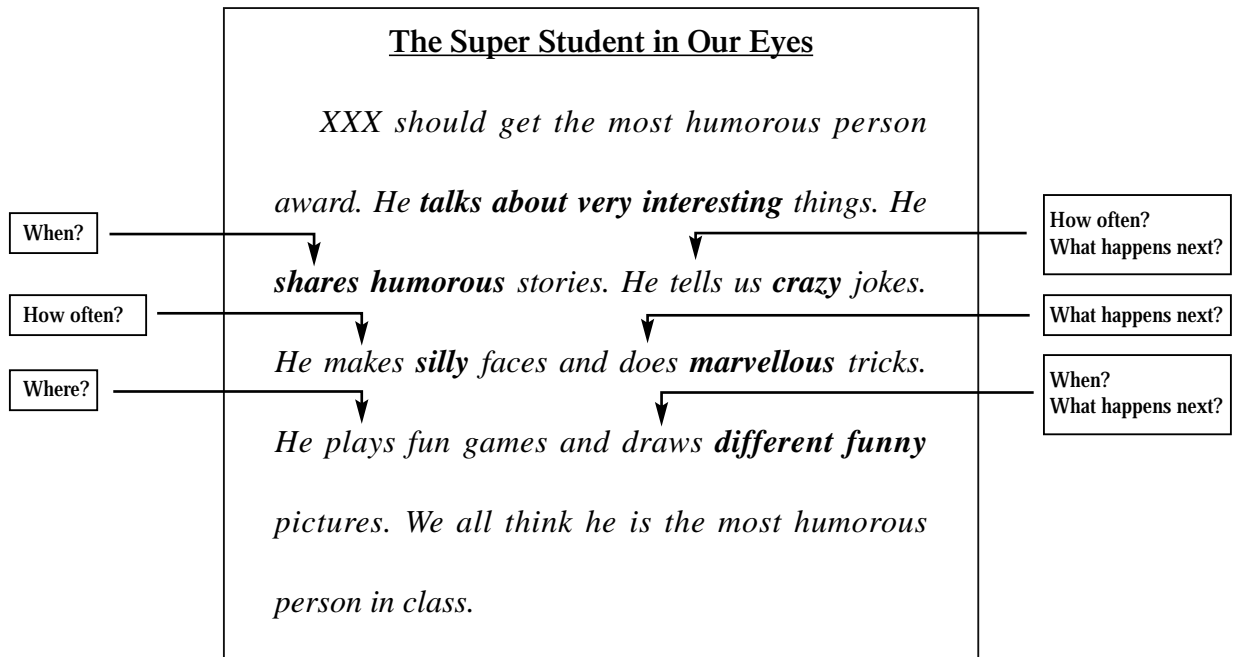 The Super Student in Our Eyes
XXX should get the most humorous person
award. He talks about very interesting things. He
When?
How often?
What happens next?
shares humorous stories. He tells us crazy jokes.
How often?
What happens next?
He makes silly faces and does marvellous tricks.
Where?
When?
What happens next?
He plays fun games and draws different funny
pictures. We all think he is the most humorous
person in class.